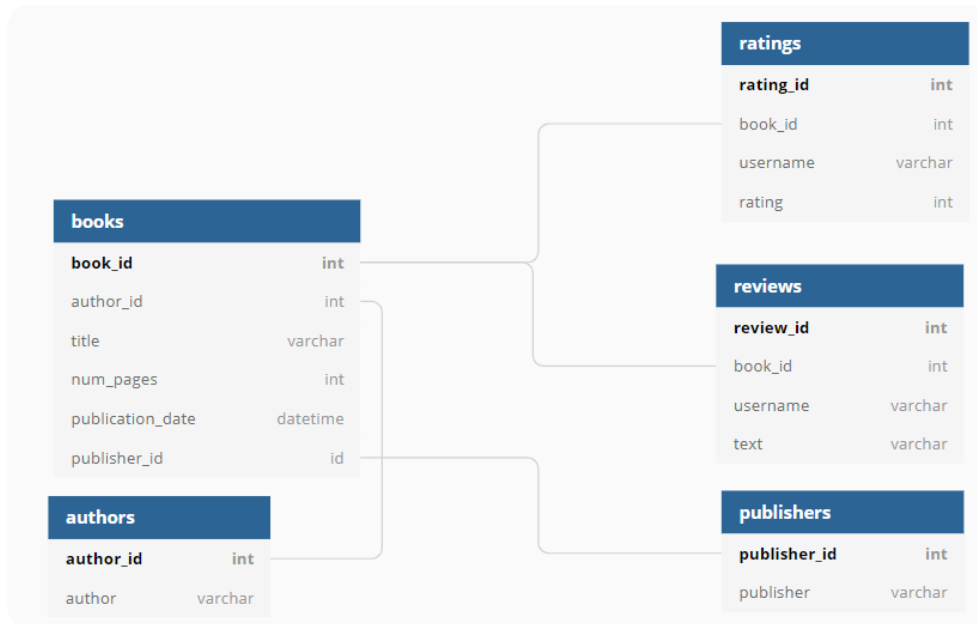 books
book_id int
author_id int
title varchar
num_pages int
publication_date datetime
publisher_id id
authors
author_id int
author varchar
ratings
rating_id int
book_id int
username varchar
rating int
reviews
review_id int
book_id int
username varchar
text varchar
publishers
publisher_id int
publisher varchar